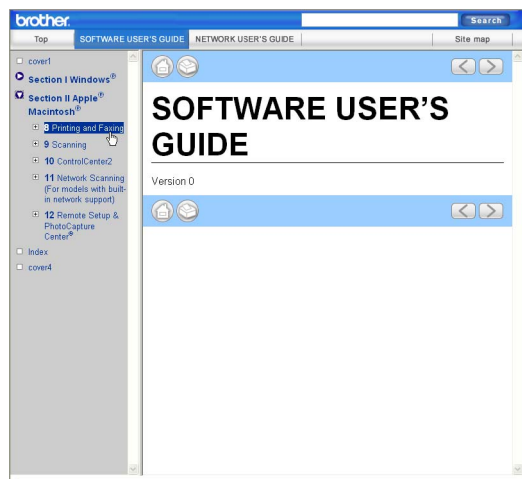 brother.
Search
Top
SOFTWARE USER'S GUIDE
NETWORK USER'S GUIDE
Site map
cover1
Section I Windows®
Section II Apple®
Macintosh®
8 Printing and Faxing
9 Scanning
10 ControlCenter2
11 Network Scanning
(For models with built-
in network support)
12 Remote Setup &
PhotoCapture
Center®
Index
cover4
SOFTWARE USER'S
GUIDE
Version 0